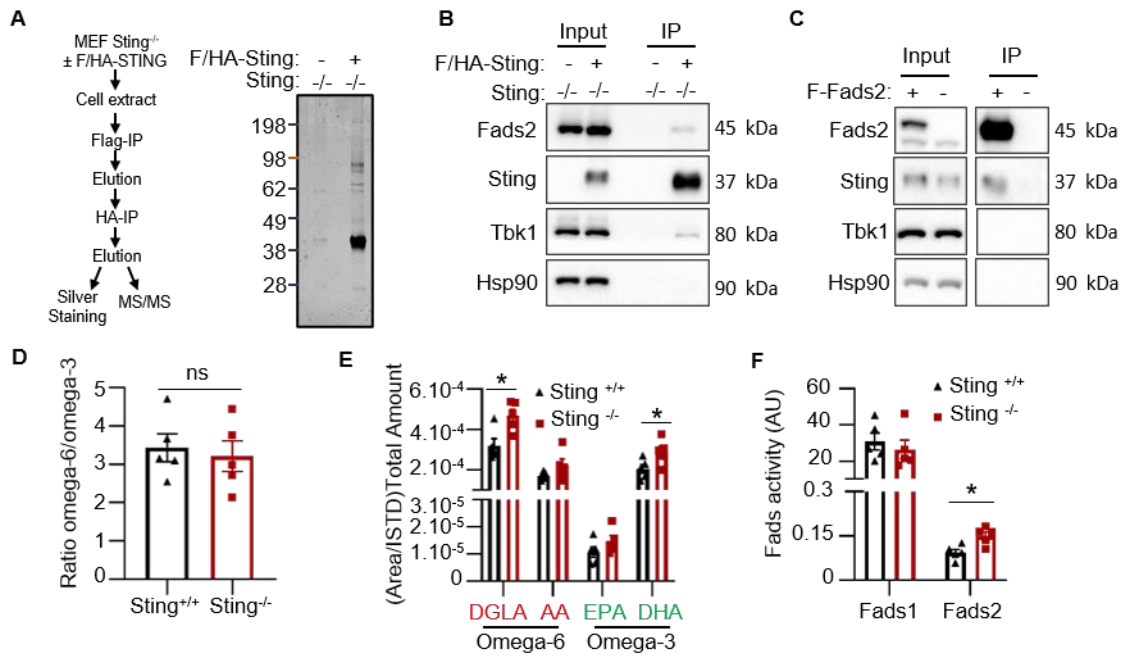 A
MEF Sting-/-
± F/HA-STING
Cell extract
Flag-IP
Elution
HA-IP
Elution
Silver
Staining
MS/MS
F/HA-Sting: - +
Sting: -/- -/-
198
98
62
49
38
28
B
Input IP
F/HA-Sting: - + - +
Sting: -/- -/- -/- -/-
Fads2 45 kDa
Sting 37 kDa
Tbk1 80 kDa
Hsp90 90 kDa
C
Input IP
F-Fads2: + - + -
Fads2 45 kDa
Sting 37 kDa
Tbk1 80 kDa
Hsp90 90 kDa
D
Ratio omega-6/omega-3
ns
5
4
3
2
1
0
Sting+/+ Sting-/-
E
(Area/ISTD)Total Amount
Sting +/+
Sting -/-
* *
6.10-4
4.10-4
2.10-4
3.10-5
2.10-5
1.10-5
0
DGLA AA EPA DHA
Omega-6 Omega-3
F
Fads activity (AU)
Sting +/+
Sting -/-
*
60
40
20
0.3
0.15
0
Fads1 Fads2